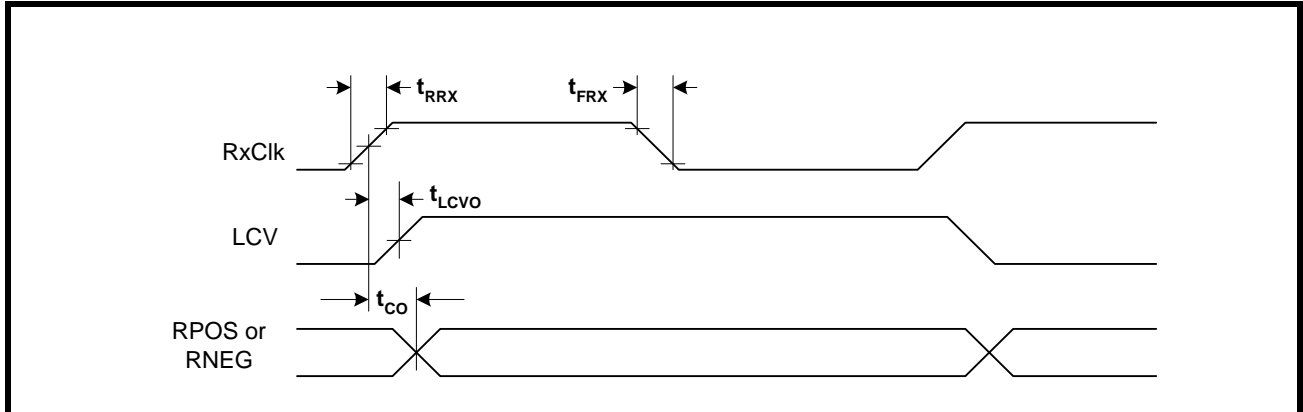 tRRX
tFRX
RxClk
tLCVO
LCV
tCO
RPOS or
RNEG